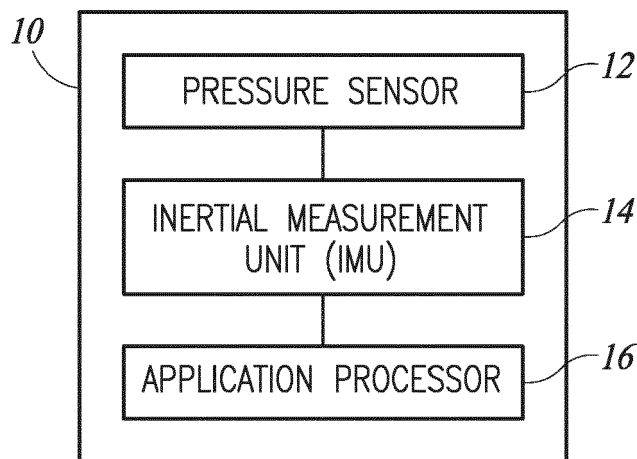 10
PRESSURE SENSOR
12
INERTIAL MEASUREMENT
UNIT (IMU)
14
APPLICATION PROCESSOR
16